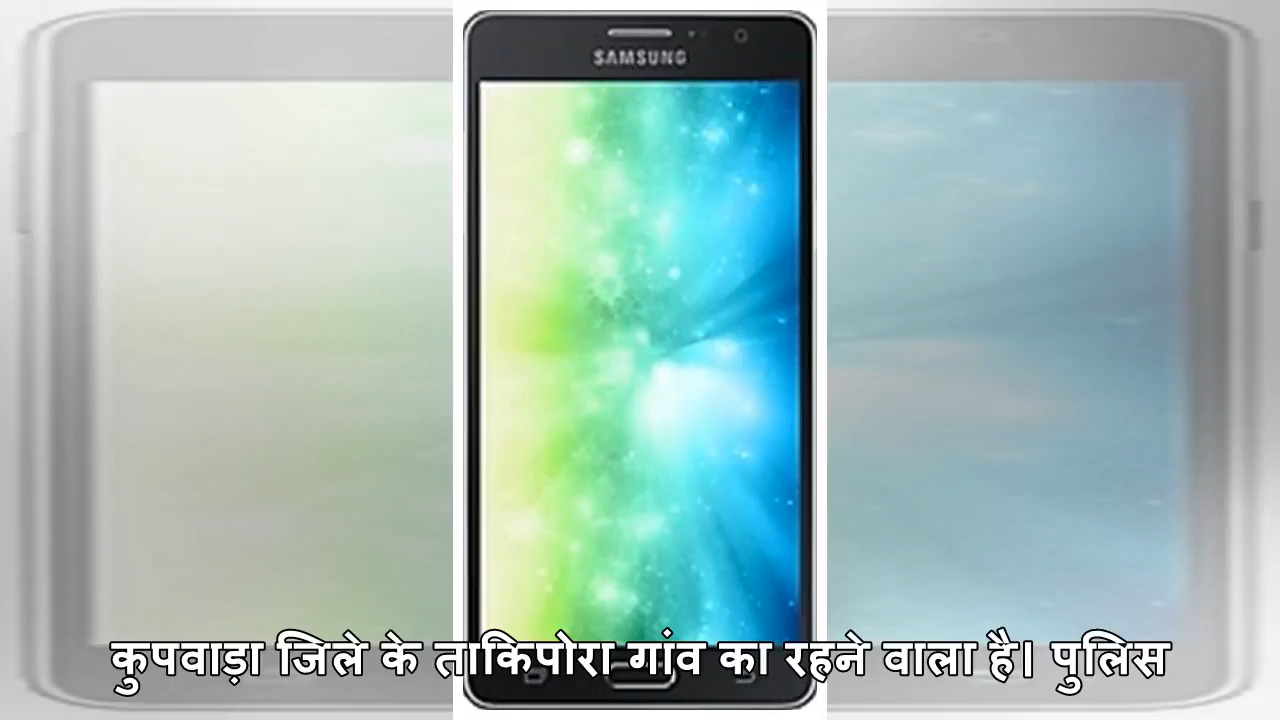 SAMSUNG
कुपवाड़ा जिले के ताकिपोरा गांव का रहने वाला है। पुलिस